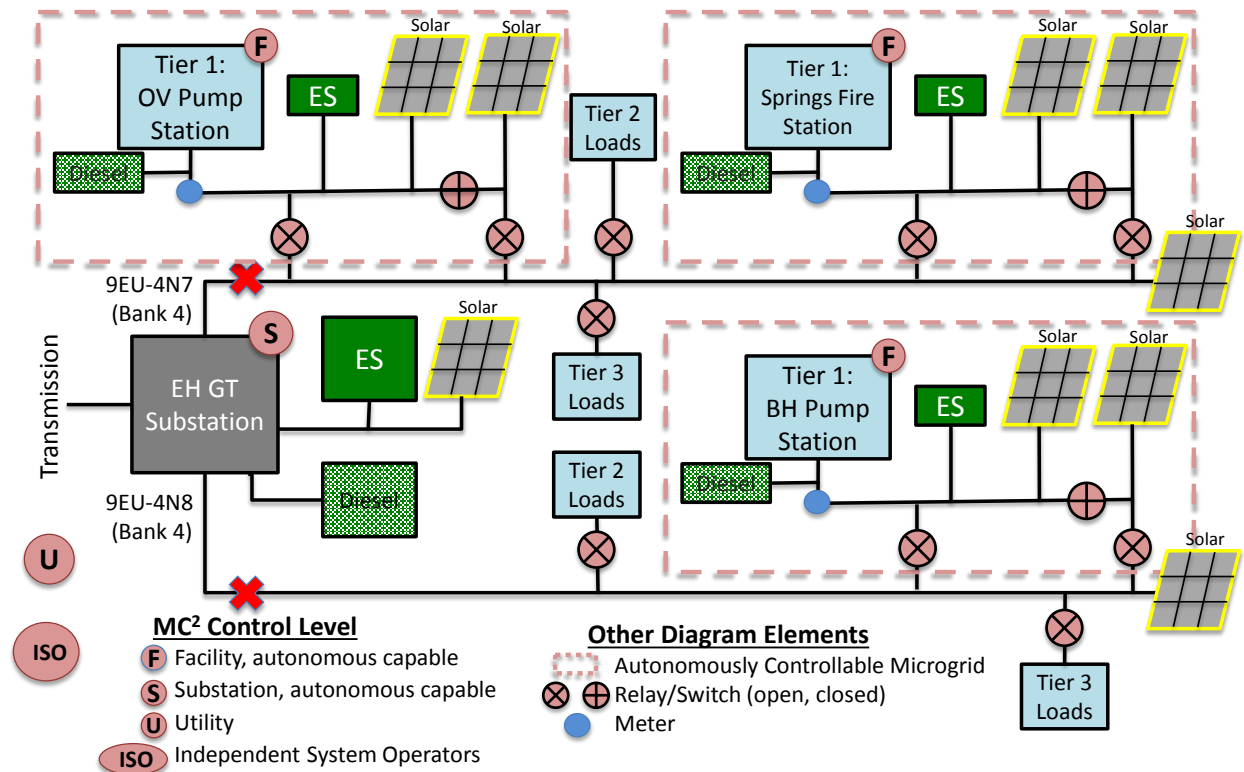 Solar
Solar
F
Tier 1:
OV Pump
Station
ES
Diesel
Tier 2
Loads
Solar
Solar
F
Tier 1:
Springs Fire
Station
ES
Diesel
Solar
9EU-4N7
(Bank 4)
Transmission
S
EH GT
Substation
ES
Solar
Diesel
Tier 3
Loads
Tier 2
Loads
Solar
Solar
F
Tier 1:
BH Pump
Station
ES
Diesel
Solar
9EU-4N8
(Bank 4)
U
ISO
Tier 3
Loads
MC² Control Level
F Facility, autonomous capable
S Substation, autonomous capable
U Utility
ISO Independent System Operators
Other Diagram Elements
Autonomously Controllable Microgrid
Relay/Switch (open, closed)
Meter